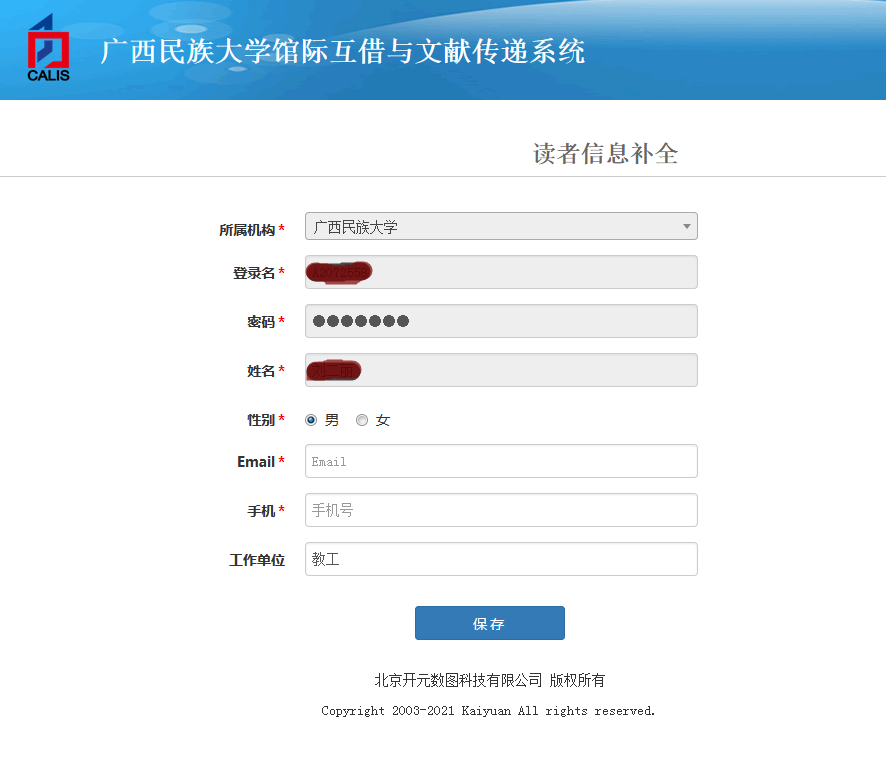 CALIS
广西民族大学馆际互借与文献传递系统
读者信息补全
所属机构* 广西民族大学
登录名*
密码* ●●●●●●●
姓名*
性别* 男 女
Email* Email
手机* 手机号
工作单位 教工
保存
北京开元数图科技有限公司 版权所有
Copyright 2003-2021 Kaiyuan All rights reserved.